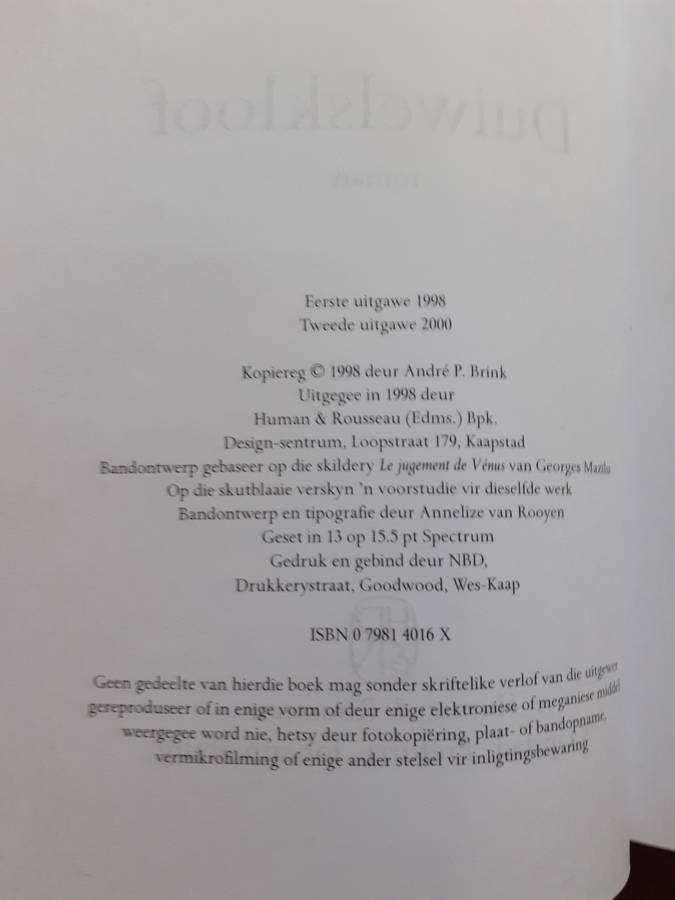 Eerste uitgawe 1998
Tweede uitgawe 2000
Kopiereg © 1998 deur André P. Brink
Uitgegee in 1998 deur
Human & Rousseau (Edms.) Bpk.
Design-sentrum, Loopstraat 179, Kaapstad
Bandontwerp gebaseer op die skildery Le jugement de Vénus van Georges Mazilu
Op die skutblaaie verskyn 'n voorstudie vir dieselfde werk
Bandontwerp en tipografie deur Annelize van Rooyen
Geset in 13 op 15.5 pt Spectrum
Gedruk en gebind deur NBD,
Drukkerystraat, Goodwood, Wes-Kaap
ISBN 0 7981 4016 X
Geen gedeelte van hierdie boek mag sonder skriftelike verlof van die uitgewer
gereproduseer of in enige vorm of deur enige elektroniese of meganiese middel
weergegee word nie, hetsy deur fotokopiëring, plaat- of bandopname,
vermikrofilming of enige ander stelsel vir inligtingsbewaring